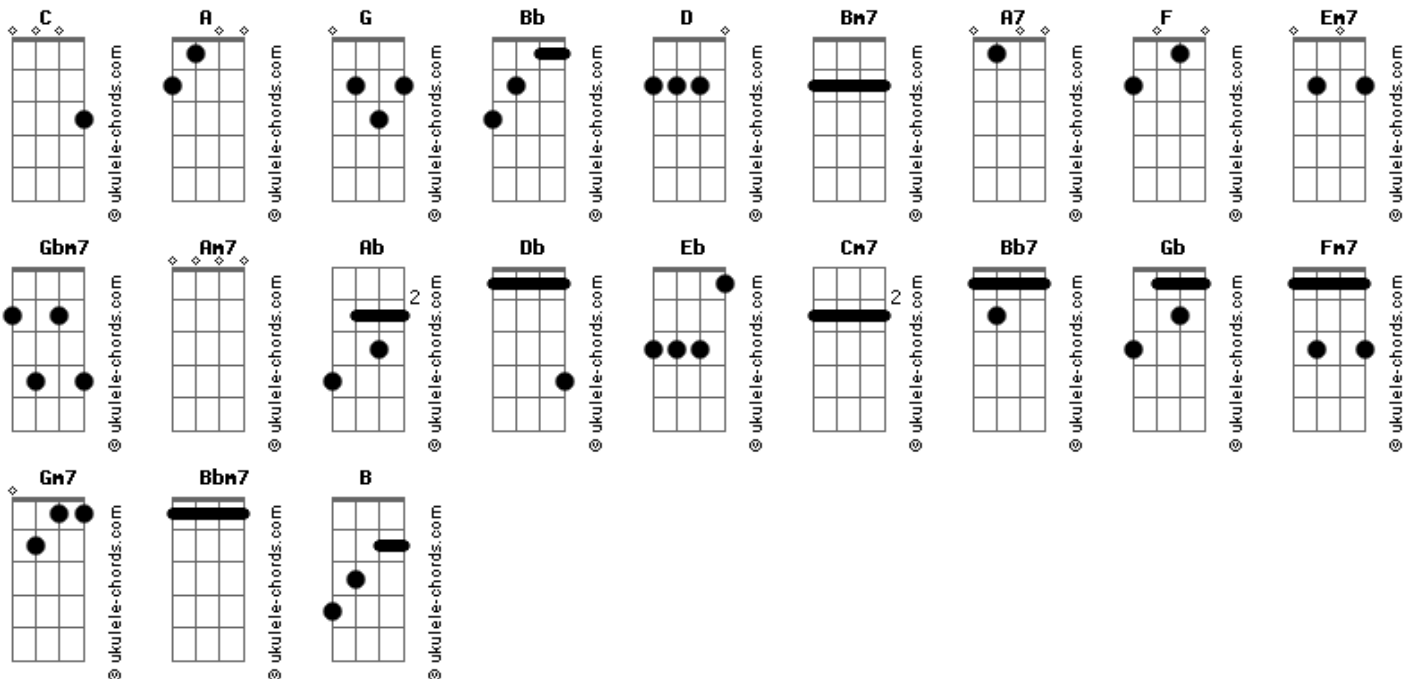 C A G Bb D Bm7 A7 F Em7
© ukulele-chords.com © ukulele-chords.com © ukulele-chords.com © ukulele-chords.com © ukulele-chords.com © ukulele-chords.com © ukulele-chords.com © ukulele-chords.com © ukulele-chords.com
Gbm7 Am7 Ab Db Eb Cm7 Bb7 Gb Fm7
2 2
© ukulele-chords.com © ukulele-chords.com © ukulele-chords.com © ukulele-chords.com © ukulele-chords.com © ukulele-chords.com © ukulele-chords.com © ukulele-chords.com © ukulele-chords.com
Gm7 Bbm7 B
© ukulele-chords.com © ukulele-chords.com © ukulele-chords.com